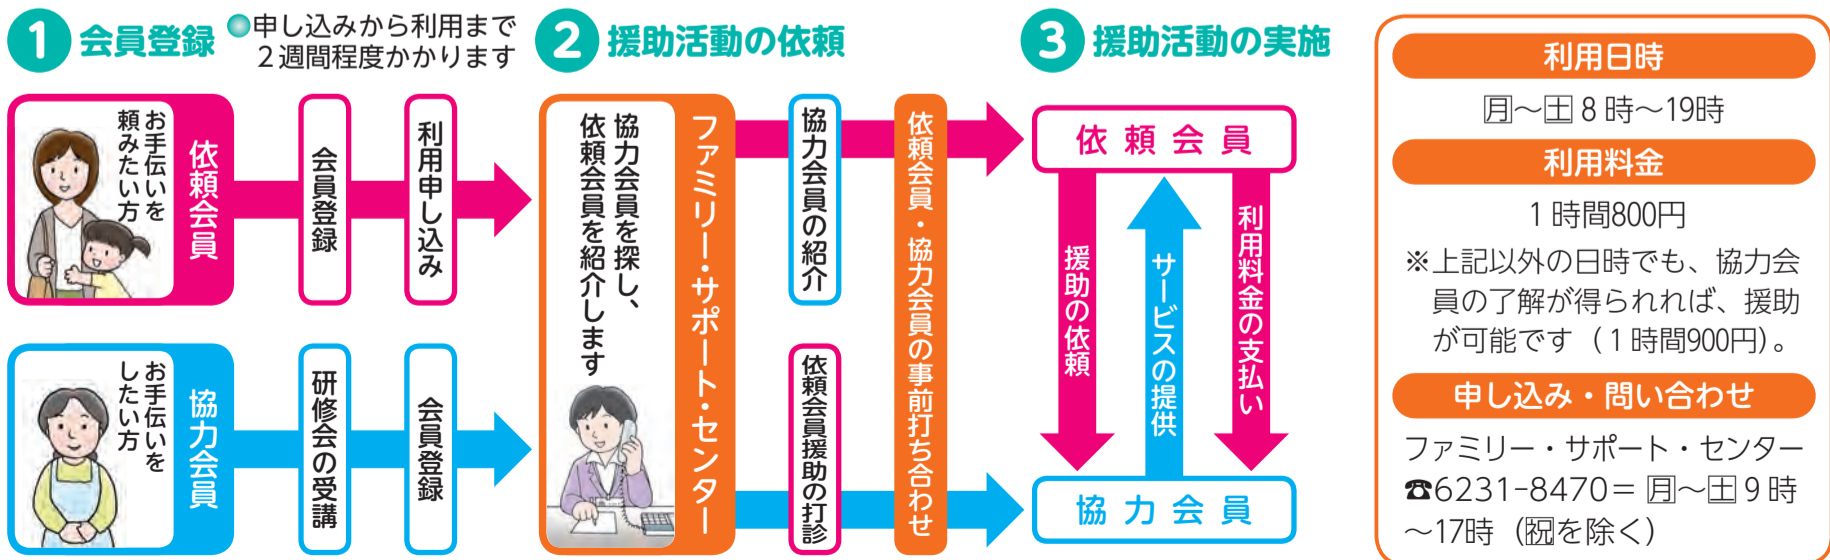 1 会員登録
●申し込みから利用まで
2週間程度かかります
お手伝いを
頼みたい方
依頼会員
会員登録
利用申し込み
お手伝いを
したい方
協力会員
研修会の受講
会員登録
2 援助活動の依頼
協力会員を探し、
依頼会員を紹介します
ファミリー・サポート・センター
協力会員の紹介
依頼会員援助の打診
依頼会員・協力会員の事前打ち合わせ
3 援助活動の実施
依頼会員
援助の依頼
サービスの提供
利用料金の支払い
協力会員
利用日時
月～土8時～19時
利用料金
1時間800円
※上記以外の日時でも、協力会
員の了解が得られれば、援助
が可能です（1時間900円）。
申し込み・問い合わせ
ファミリー・サポート・センター
☎6231-8470＝月～土9時
～17時（祝を除く）